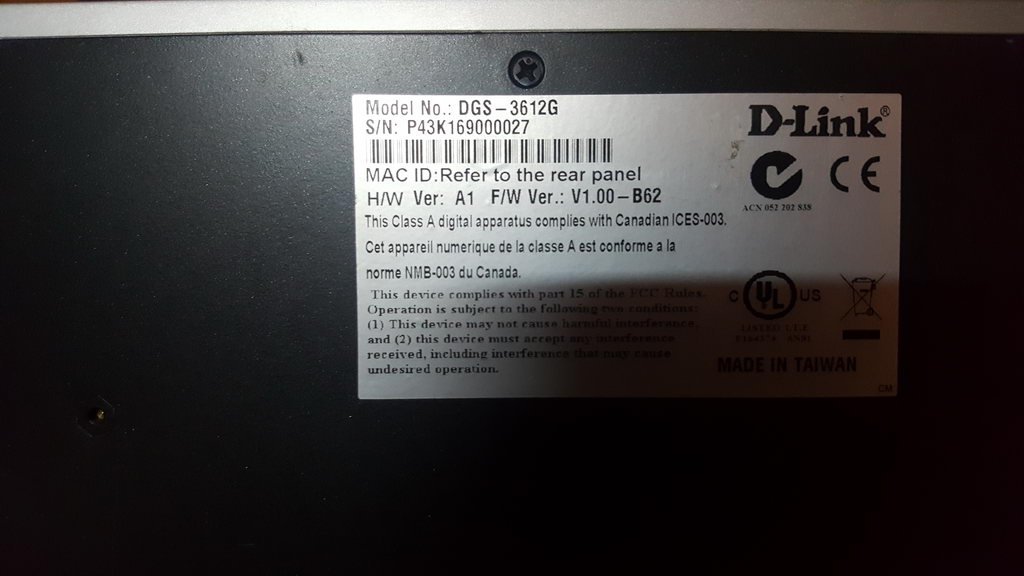 Model No.: DGS-3612G
S/N: P43K169000027
D-Link®
MAC ID:Refer to the rear panel
H/W Ver: A1 F/W Ver.: V1.00-B62
CE
ACN 052 202 838
This Class A digital apparatus complies with Canadian ICES-003.
Cet appareil numerique de la classe A est conforme a la
norme NMB-003 du Canada.
This device complies with part 15 of the FCC Rules.
Operation is subject to the following two conditions:
(1) This device may not cause harmful interference,
and (2) this device must accept any interference
received, including interference that may cause
undesired operation.
C UL US
LISTED I.T.E
MADE IN TAIWAN
GM